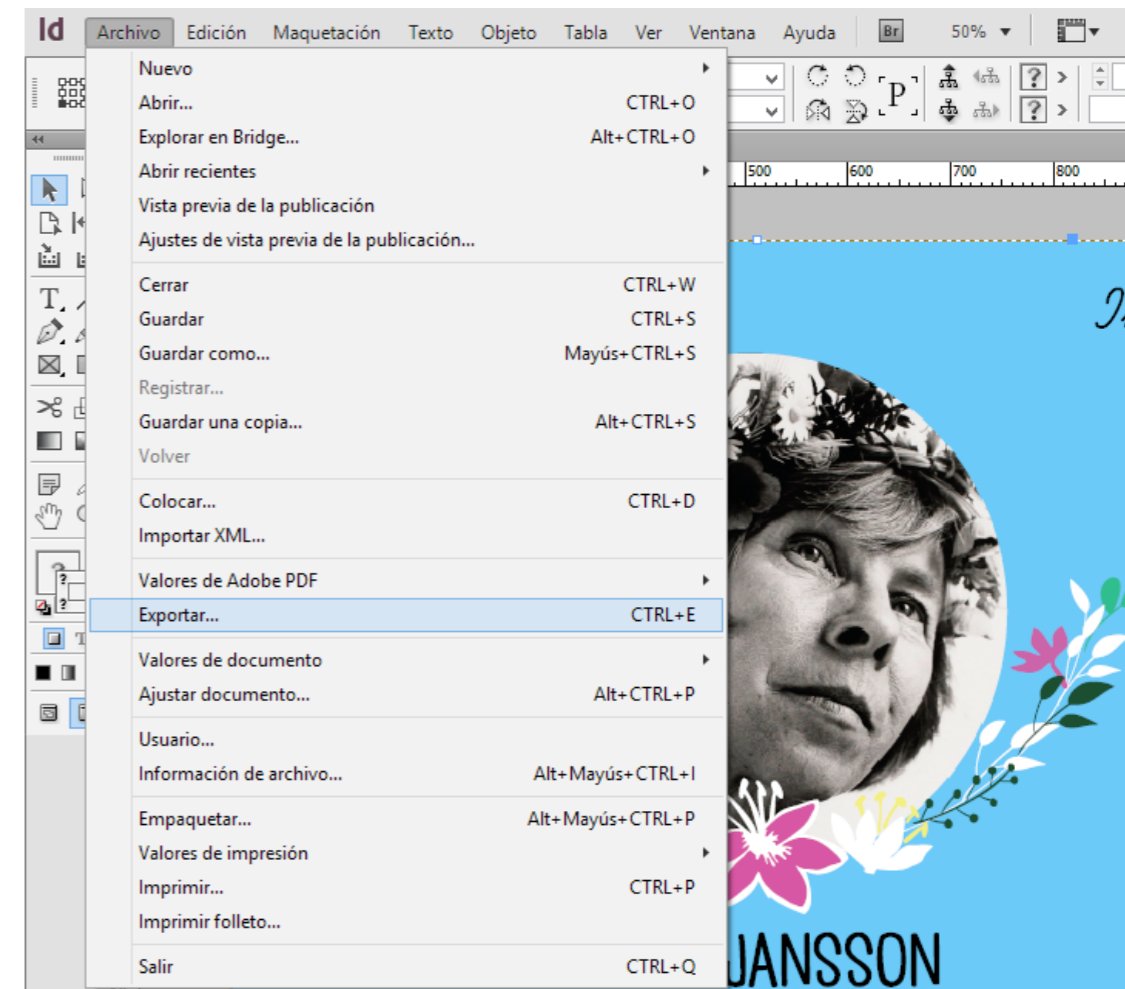 Id Archivo Edición Maquetación Texto Objeto Tabla Ver Ventana Ayuda Br 50%
Nuevo
Abrir... CTRL+O
Explorar en Bridge... Alt+CTRL+O
Abrir recientes
Vista previa de la publicación
Ajustes de vista previa de la publicación...
Cerrar CTRL+W
Guardar CTRL+S
Guardar como... Mayús+CTRL+S
Registrar...
Guardar una copia... Alt+CTRL+S
Volver
Colocar... CTRL+D
Importar XML...
Valores de Adobe PDF
Exportar... CTRL+E
Valores de documento
Ajustar documento... Alt+CTRL+P
Usuario...
Información de archivo... Alt+Mayús+CTRL+I
Empaquetar... Alt+Mayús+CTRL+P
Valores de impresión
Imprimir... CTRL+P
Imprimir folleto...
Salir CTRL+Q
P
500 600 700 800
JANSSON